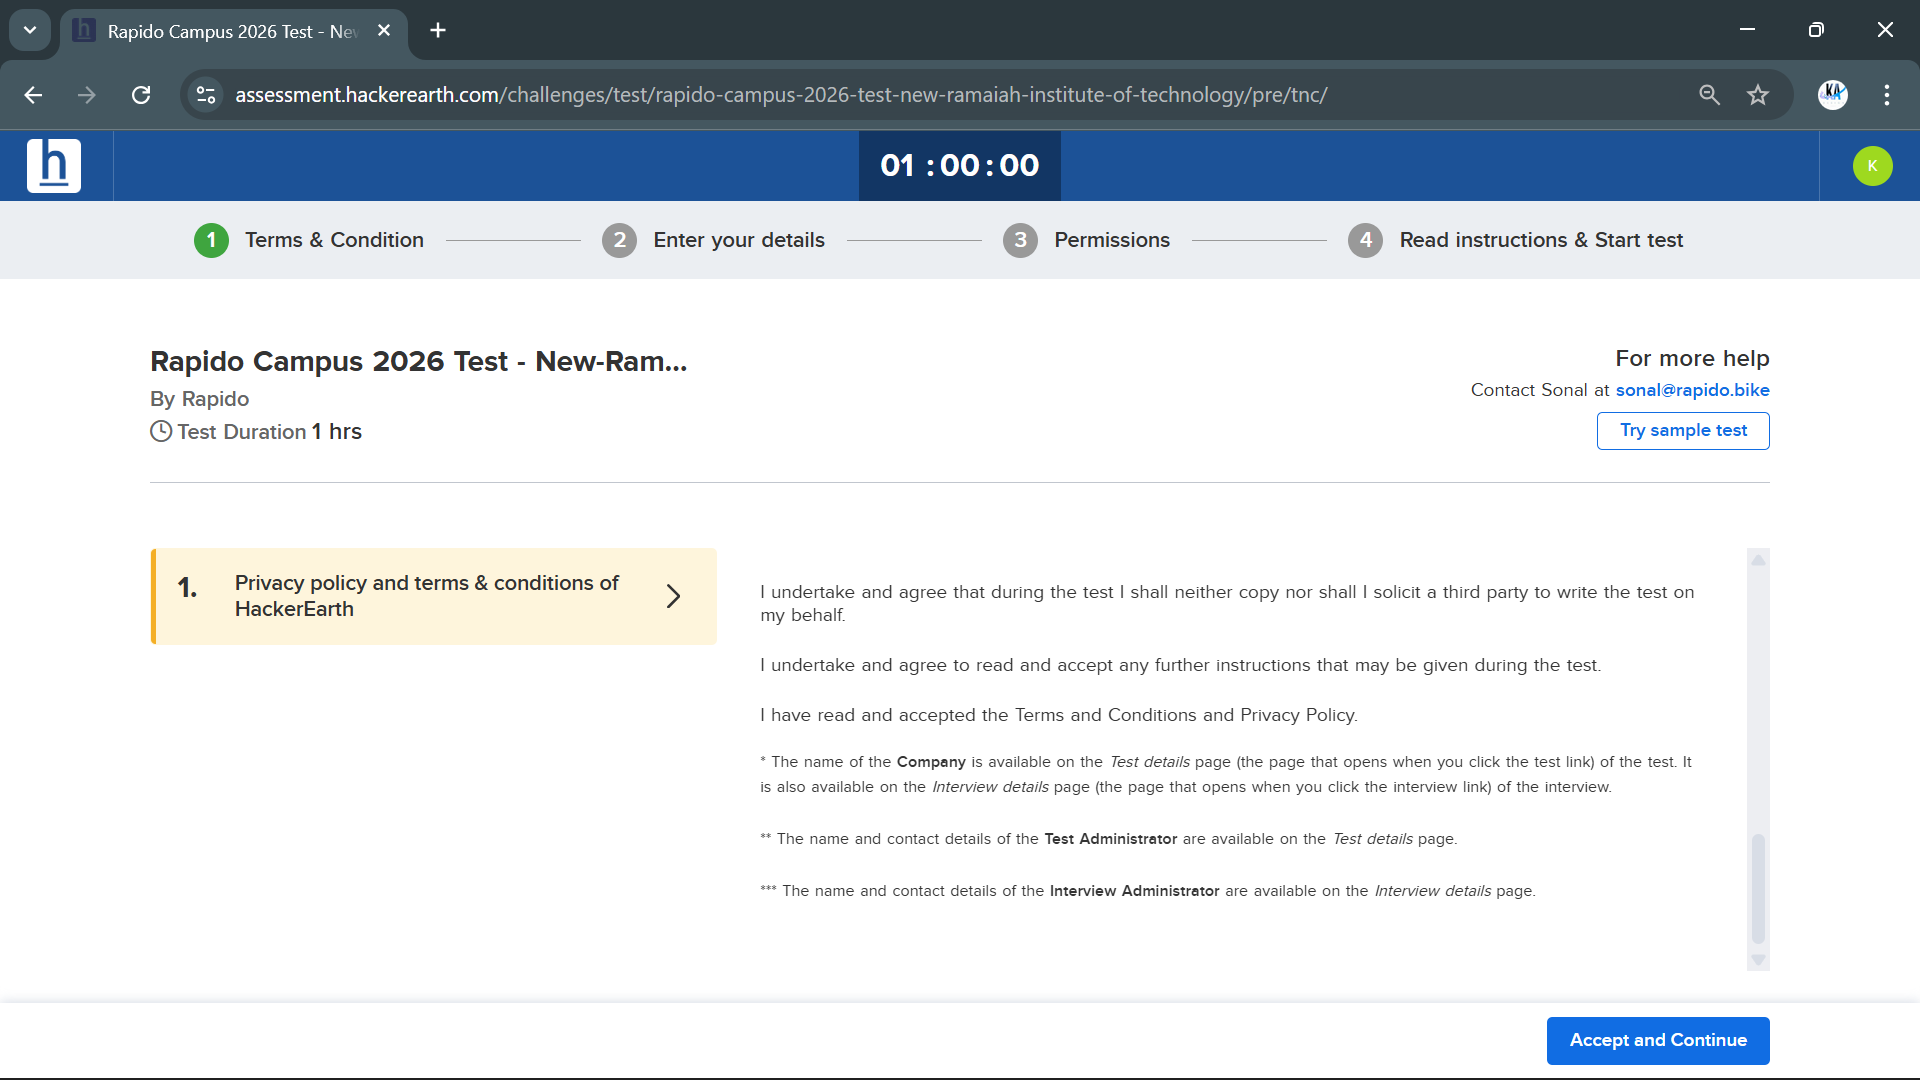 Rapido Campus 2026 Test - Ne
assessment.hackerearth.com/challenges/test/rapido-campus-2026-test-new-ramaiah-institute-of-technology/pre/tnc/
KA
h
01 : 00 : 00
K
1 Terms & Condition
2 Enter your details
3 Permissions
4 Read instructions & Start test
Rapido Campus 2026 Test - New-Ram...
By Rapido
Test Duration 1 hrs
For more help
Contact Sonal at sonal@rapido.bike
Try sample test
1. Privacy policy and terms & conditions of
HackerEarth
I undertake and agree that during the test I shall neither copy nor shall I solicit a third party to write the test on
my behalf.
I undertake and agree to read and accept any further instructions that may be given during the test.
I have read and accepted the Terms and Conditions and Privacy Policy.
* The name of the Company is available on the Test details page (the page that opens when you click the test link) of the test. It
is also available on the Interview details page (the page that opens when you click the interview link) of the interview.
** The name and contact details of the Test Administrator are available on the Test details page.
*** The name and contact details of the Interview Administrator are available on the Interview details page.
Accept and Continue